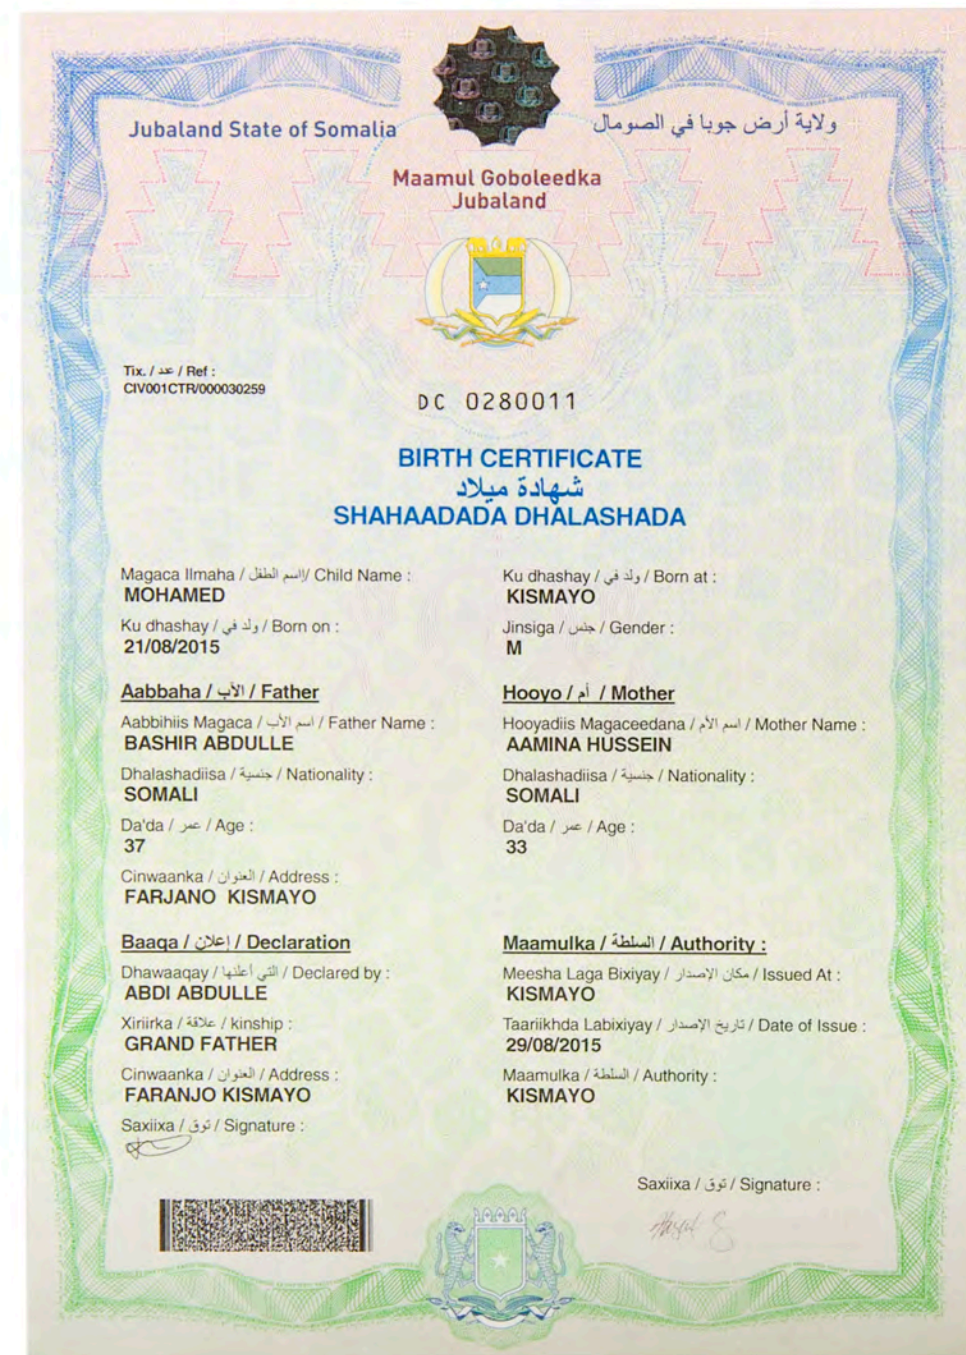 Jubaland State of Somalia
ولاية أرض جوبا في الصومال
Maamul Goboleedka
Jubaland
Tix. / عدد / Ref :
CIV001CTR/000030259
DC 0280011
BIRTH CERTIFICATE
شهادة ميلاد
SHAHAADADA DHALASHADA
Magaca Ilmaha / اسم الطفل/ Child Name :
MOHAMED
Ku dhashay / ولد في / Born on :
21/08/2015
Ku dhashay / ولد في / Born at :
KISMAYO
Jinsiga / جنس / Gender :
M
Aabbaha / الأب / Father
Aabbihiis Magaca / اسم الأب / Father Name :
BASHIR ABDULLE
Dhalashadiisa / جنسية / Nationality :
SOMALI
Da'da / عمر / Age :
37
Cinwaanka / العنوان / Address :
FARJANO KISMAYO
Hooyo / أم / Mother
Hooyadiis Magaceedana / اسم الأم / Mother Name :
AAMINA HUSSEIN
Dhalashadiisa / جنسية / Nationality :
SOMALI
Da'da / عمر / Age :
33
Baaqa / إعلان / Declaration
Dhawaaqay / التي أعلنها / Declared by :
ABDI ABDULLE
Xiriirka / علاقة / kinship :
GRAND FATHER
Cinwaanka / العنوان / Address :
FARANJO KISMAYO
Saxiixa / توق / Signature :
Maamulka / السلطة / Authority :
Meesha Laga Bixiyay / مكان الإصدار / Issued At :
KISMAYO
Taariikhda Labixiyay / تاريخ الإصدار / Date of Issue :
29/08/2015
Maamulka / السلطة / Authority :
KISMAYO
Saxiixa / توق / Signature :